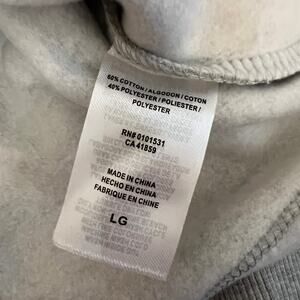 60% COTTON / ALGODON / COTON
40% POLYESTER / POLIESTER /
POLYESTER
RN# 0101531
CA 41859
MADE IN CHINA
HECHO EN CHINA
FABRIQUE EN CHINE
LG